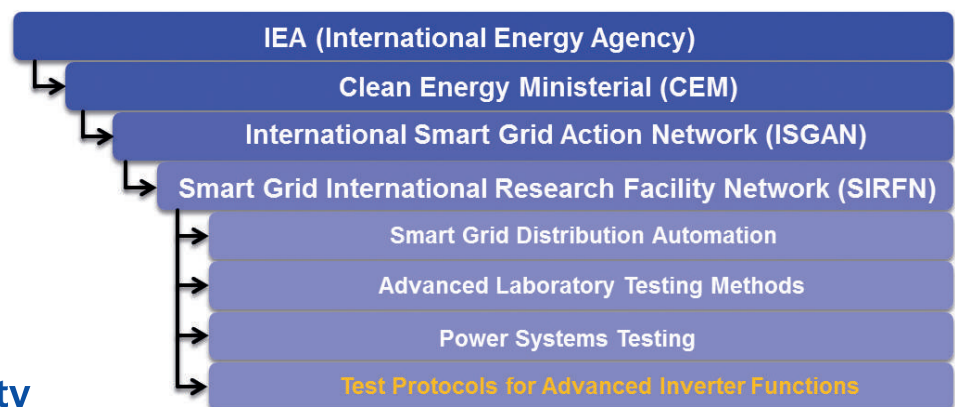 IEA (International Energy Agency)
Clean Energy Ministerial (CEM)
International Smart Grid Action Network (ISGAN)
Smart Grid International Research Facility Network (SIRFN)
Smart Grid Distribution Automation
Advanced Laboratory Testing Methods
Power Systems Testing
Test Protocols for Advanced Inverter Functions
ty